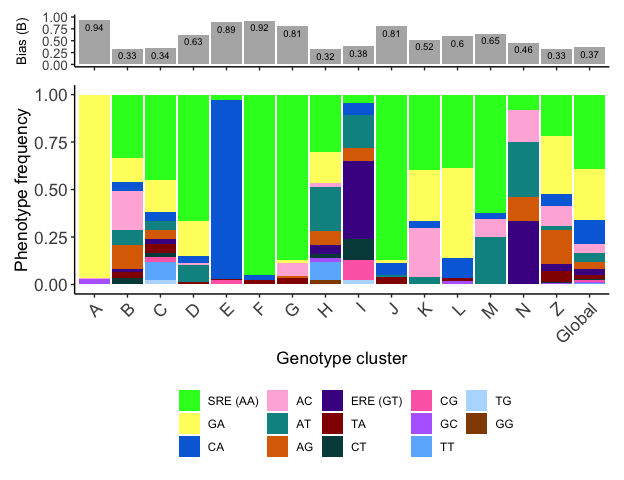 Bias (B)
1.00
0.75
0.50
0.25
0.00
0.94 0.33 0.34 0.63 0.89 0.92 0.81 0.32 0.38 0.81 0.52 0.6 0.65 0.46 0.33 0.37
Phenotype frequency
1.00
0.75
0.50
0.25
0.00
A B C D E F G H I J K L M N Z Global
Genotype cluster
SRE (AA) AC ERE (GT) CG TG
GA AT TA GC GG
CA AG CT TT